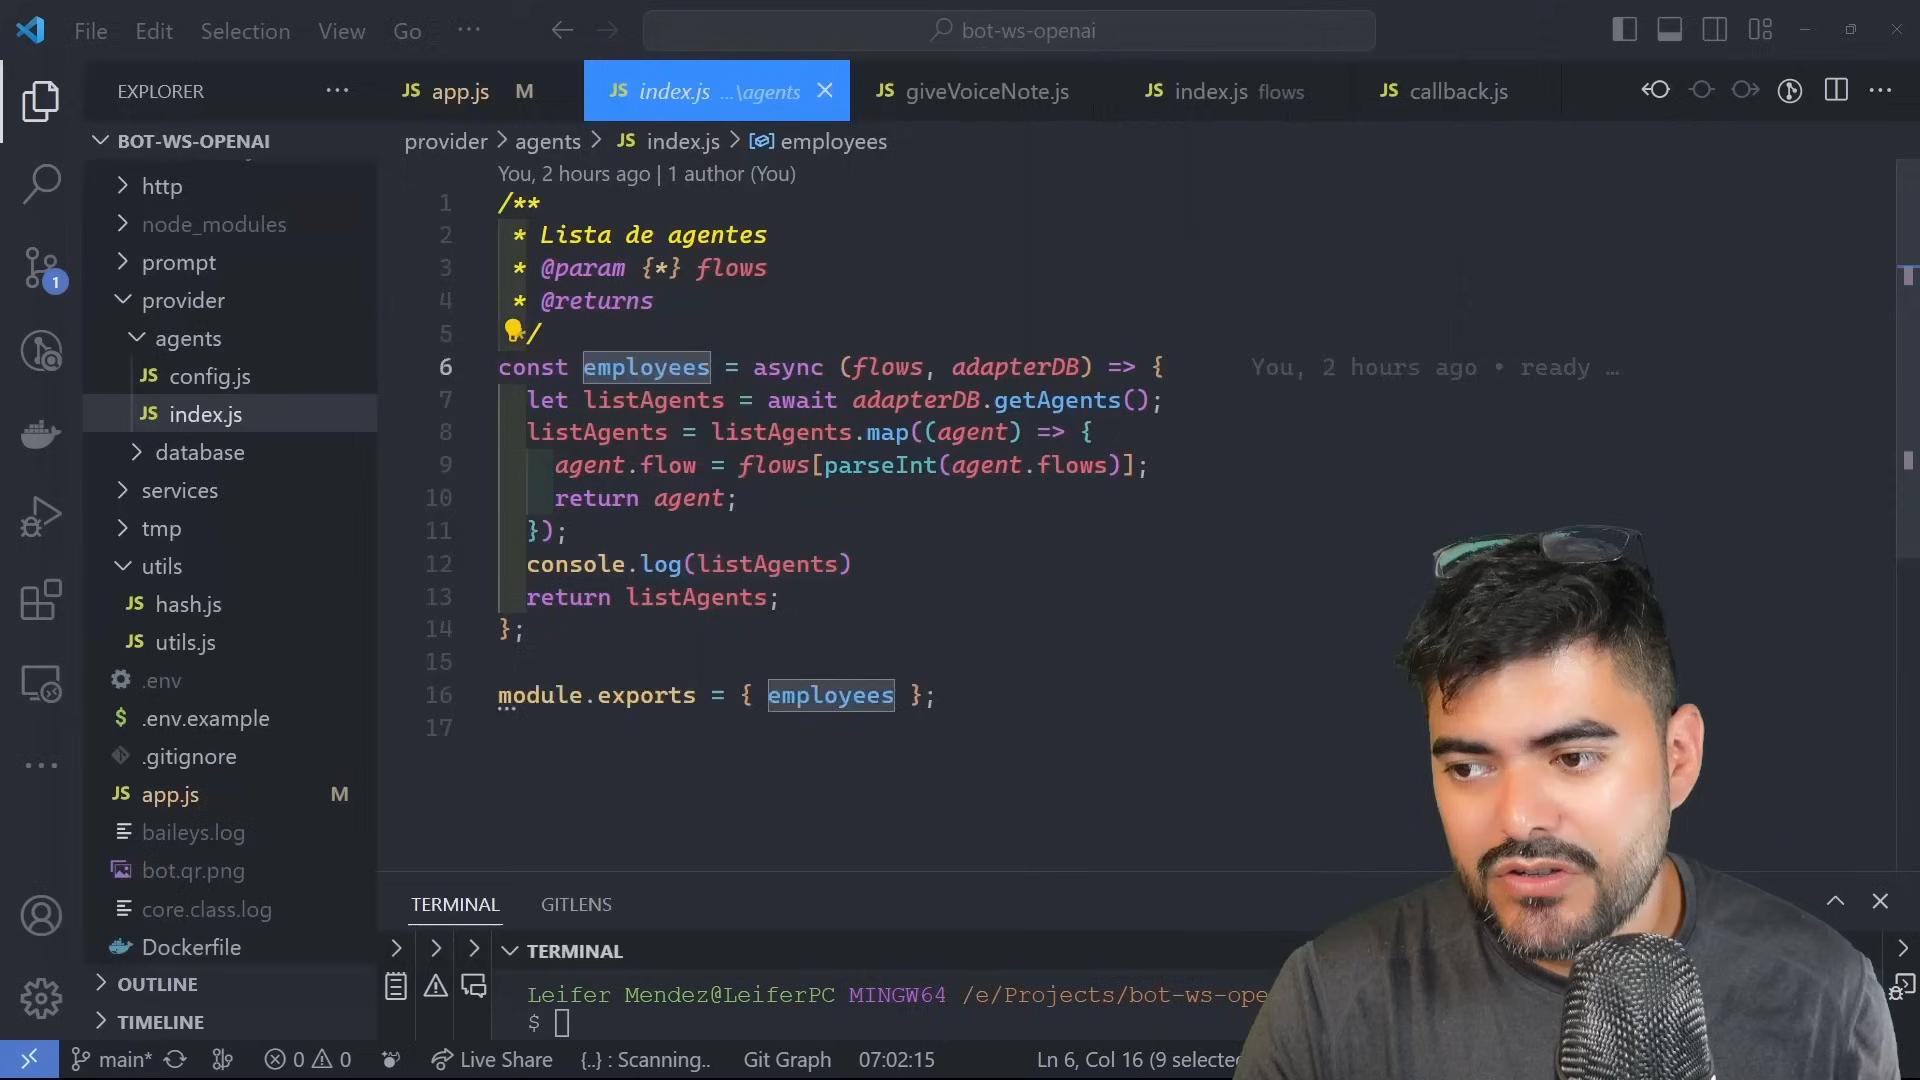 File Edit Selection View Go ... bot-ws-openai
EXPLORER ...
JS app.js M JS index.js ...\agents JS giveVoiceNote.js JS index.js flows JS callback.js
BOT-WS-OPENAI
http
node_modules
prompt
provider
agents
JS config.js
JS index.js
database
services
tmp
utils
JS hash.js
JS utils.js
.env
$ .env.example
.gitignore
JS app.js M
baileys.log
bot.qr.png
core.class.log
Dockerfile
OUTLINE
TIMELINE
1
provider > agents > JS index.js > employees
You, 2 hours ago | 1 author (You)
1 /**
2 * Lista de agentes
3 * @param {*} flows
4 * @returns
5 */
6 const employees = async (flows, adapterDB) => { You, 2 hours ago • ready …
7 let listAgents = await adapterDB.getAgents();
8 listAgents = listAgents.map((agent) => {
9 agent.flow = flows[parseInt(agent.flows)];
10 return agent;
11 });
12 console.log(listAgents)
13 return listAgents;
14 };
15
16 module.exports = { employees };
17
TERMINAL GITLENS
TERMINAL
Leifer Mendez@LeiferPC MINGW64 /e/Projects/bot-ws-ope
$
main* 0 0 Live Share {..} : Scanning.. Git Graph 07:02:15 Ln 6, Col 16 (9 selecte